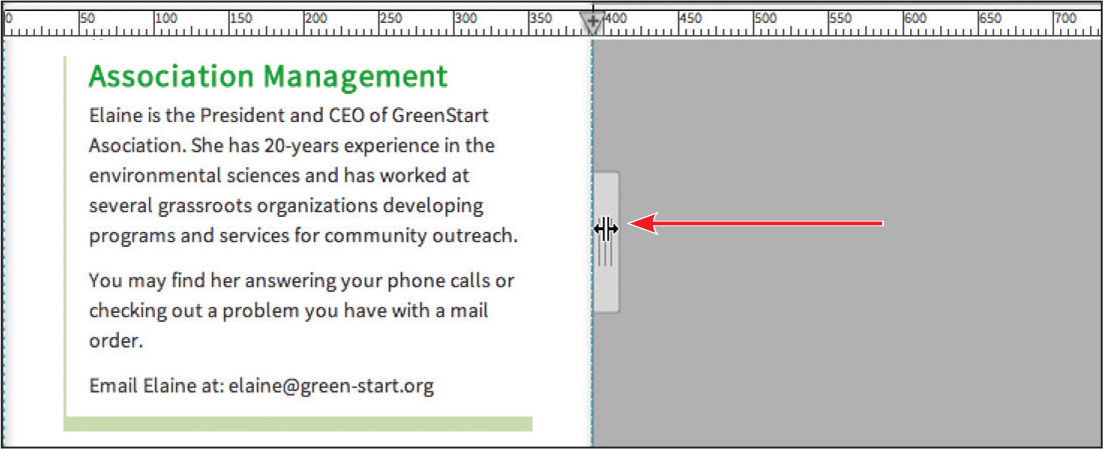 0 50 100 150 200 250 300 350 400 450 500 550 600 650 700
Association Management
Elaine is the President and CEO of GreenStart
Asociation. She has 20-years experience in the
environmental sciences and has worked at
several grassroots organizations developing
programs and services for community outreach.
You may find her answering your phone calls or
checking out a problem you have with a mail
order.
Email Elaine at: elaine@green-start.org